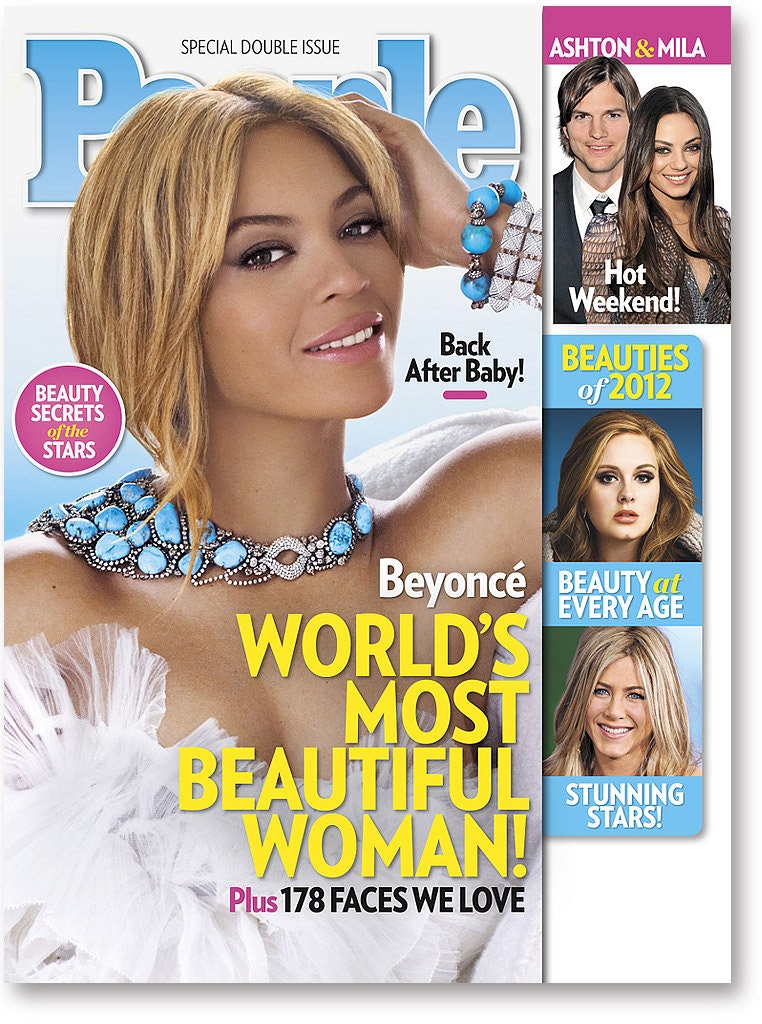 SPECIAL DOUBLE ISSUE
People
ASHTON & MILA
Hot
Weekend!
Back
After Baby!
BEAUTY
SECRETS
of the
STARS
BEAUTIES
of 2012
BEAUTY at
EVERY AGE
STUNNING
STARS!
Beyoncé
WORLD'S
MOST
BEAUTIFUL
WOMAN!
Plus 178 FACES WE LOVE